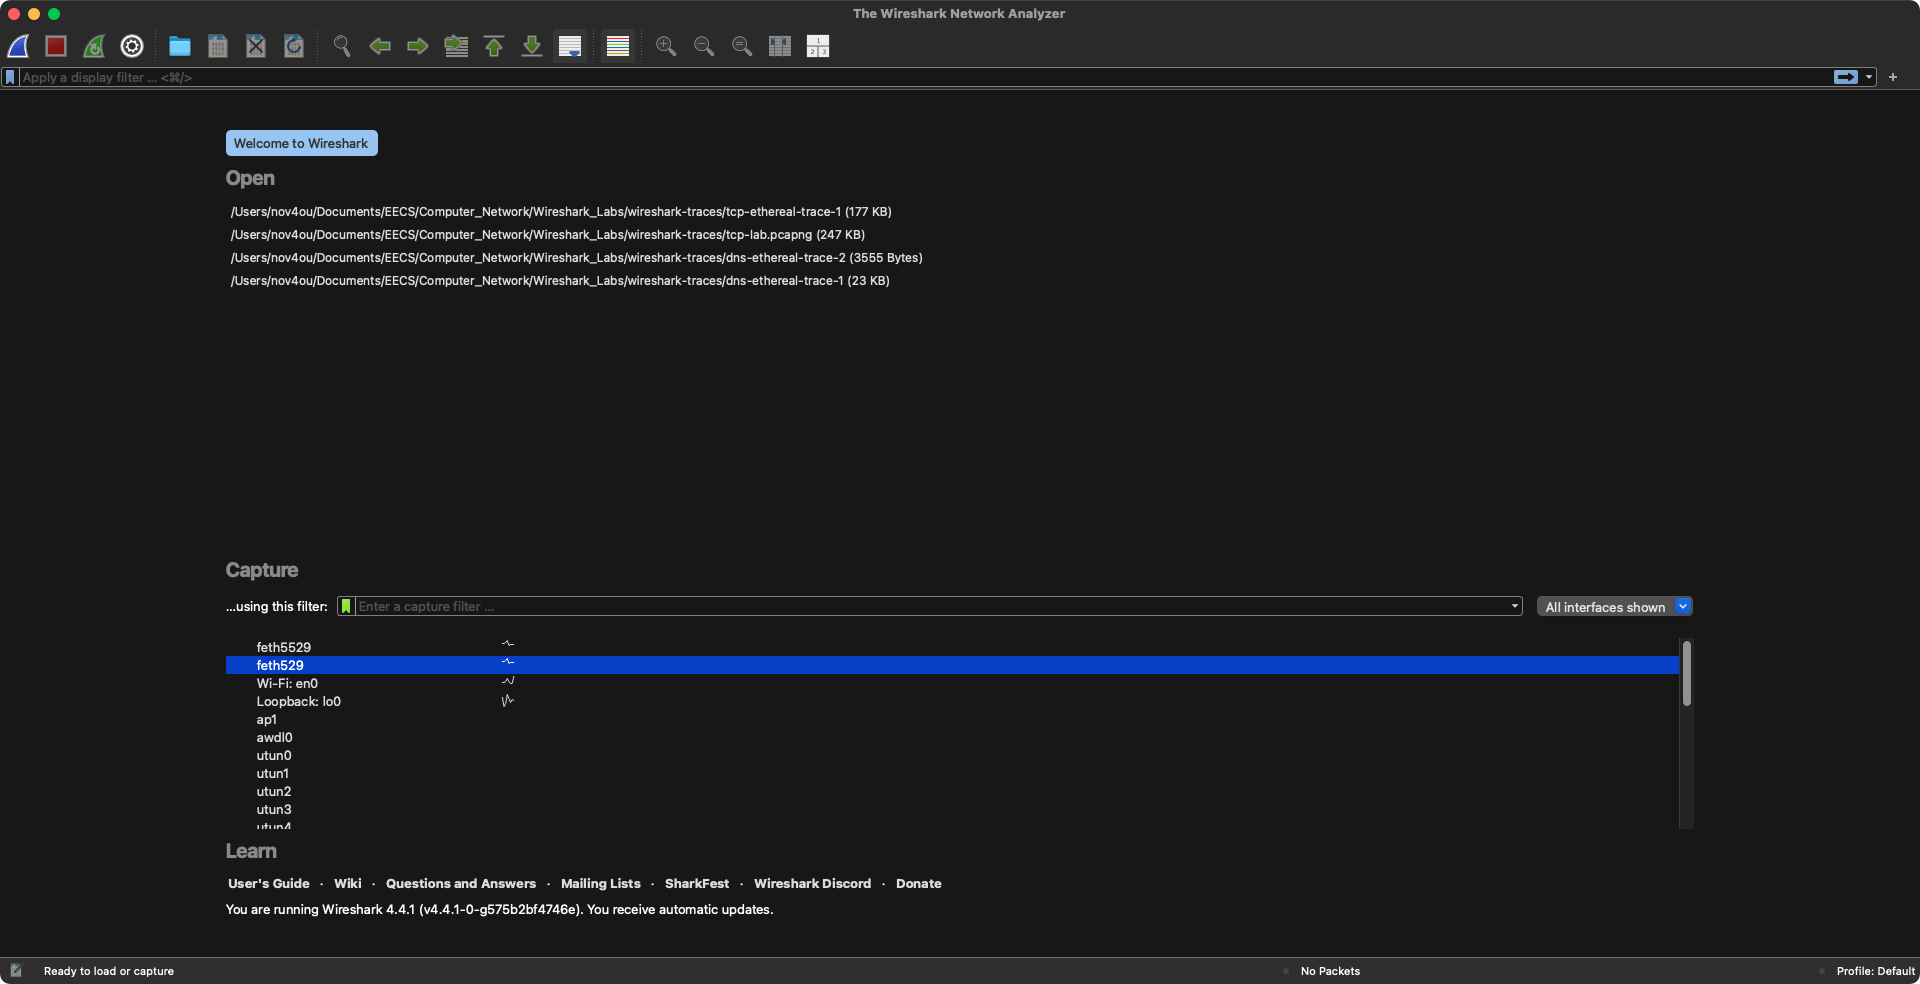 The Wireshark Network Analyzer
Apply a display filter ... <⌘/>
+
Welcome to Wireshark
Open
/Users/nov4ou/Documents/EECS/Computer_Network/Wireshark_Labs/wireshark-traces/tcp-ethereal-trace-1 (177 KB)
/Users/nov4ou/Documents/EECS/Computer_Network/Wireshark_Labs/wireshark-traces/tcp-lab.pcapng (247 KB)
/Users/nov4ou/Documents/EECS/Computer_Network/Wireshark_Labs/wireshark-traces/dns-ethereal-trace-2 (3555 Bytes)
/Users/nov4ou/Documents/EECS/Computer_Network/Wireshark_Labs/wireshark-traces/dns-ethereal-trace-1 (23 KB)
Capture
...using this filter: Enter a capture filter ... All interfaces shown
feth5529
feth529
Wi-Fi: en0
Loopback: lo0
ap1
awdl0
utun0
utun1
utun2
utun3
utun4
Learn
User's Guide · Wiki · Questions and Answers · Mailing Lists · SharkFest · Wireshark Discord · Donate
You are running Wireshark 4.4.1 (v4.4.1-0-g575b2bf4746e). You receive automatic updates.
Ready to load or capture No Packets Profile: Default